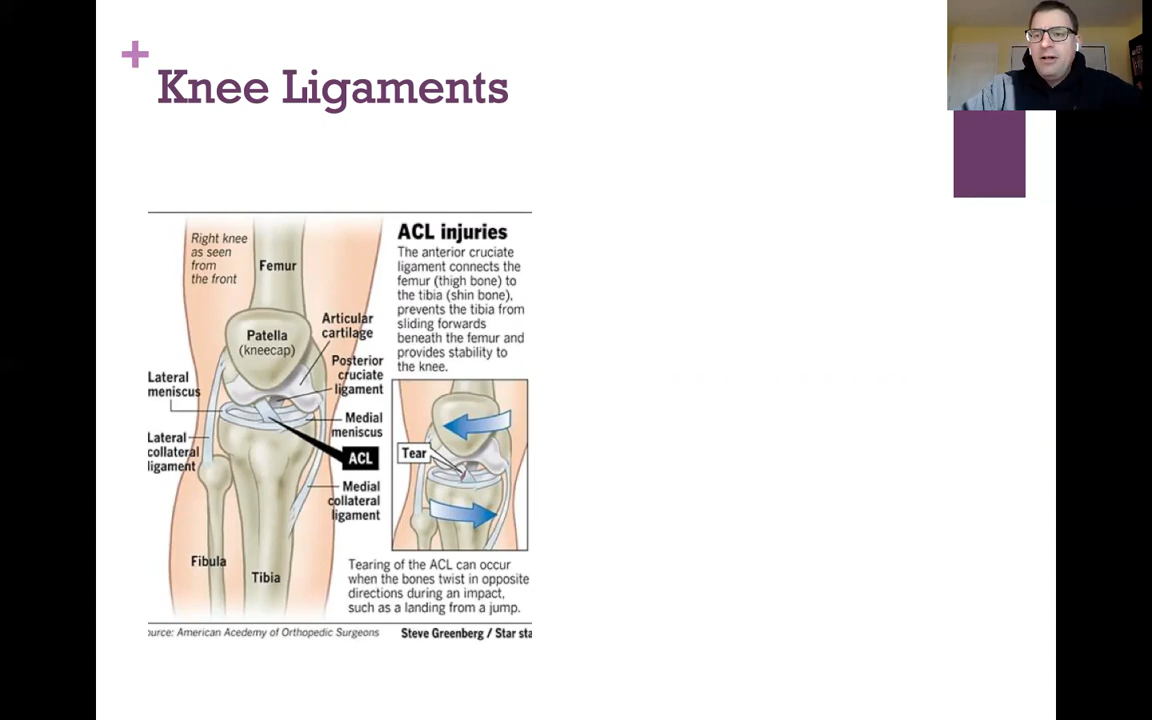 +
Knee Ligaments
Right knee
as seen
from
the front
Femur
Patella
(kneecap)
Articular
cartilage
Posterior
cruciate
ligament
Lateral
meniscus
Medial
meniscus
Lateral
collateral
ligament
ACL
Medial
collateral
ligament
Fibula
Tibia
ACL injuries
The anterior cruciate
ligament connects the
femur (thigh bone) to
the tibia (shin bone),
prevents the tibia from
sliding forwards
beneath the femur and
provides stability to
the knee.
Tear
Tearing of the ACL can occur
when the bones twist in opposite
directions during an impact,
such as a landing from a jump.
ource: American Acedemy of Orthopedic Surgeons
Steve Greenberg / Star sta